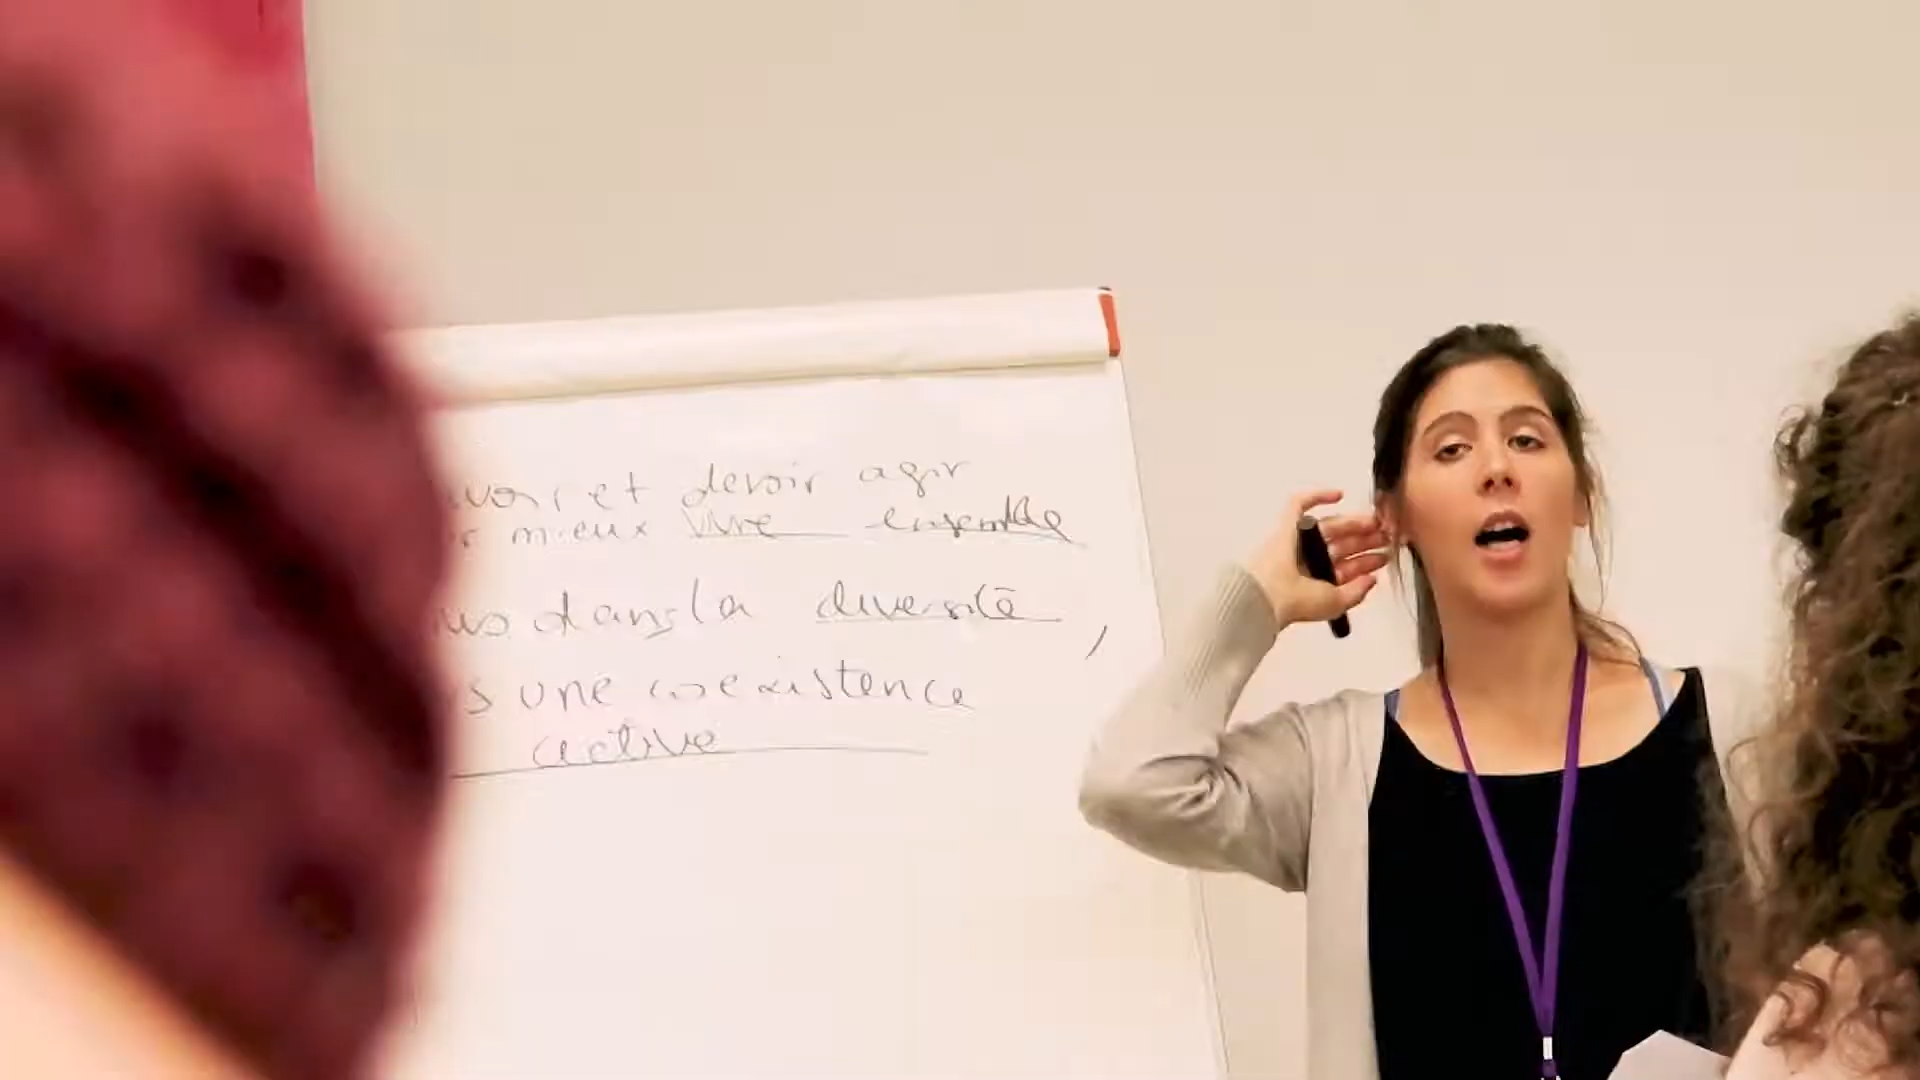 et devoir agir
mieux vivre ensemble
dans la diversité,
une coexistence
active